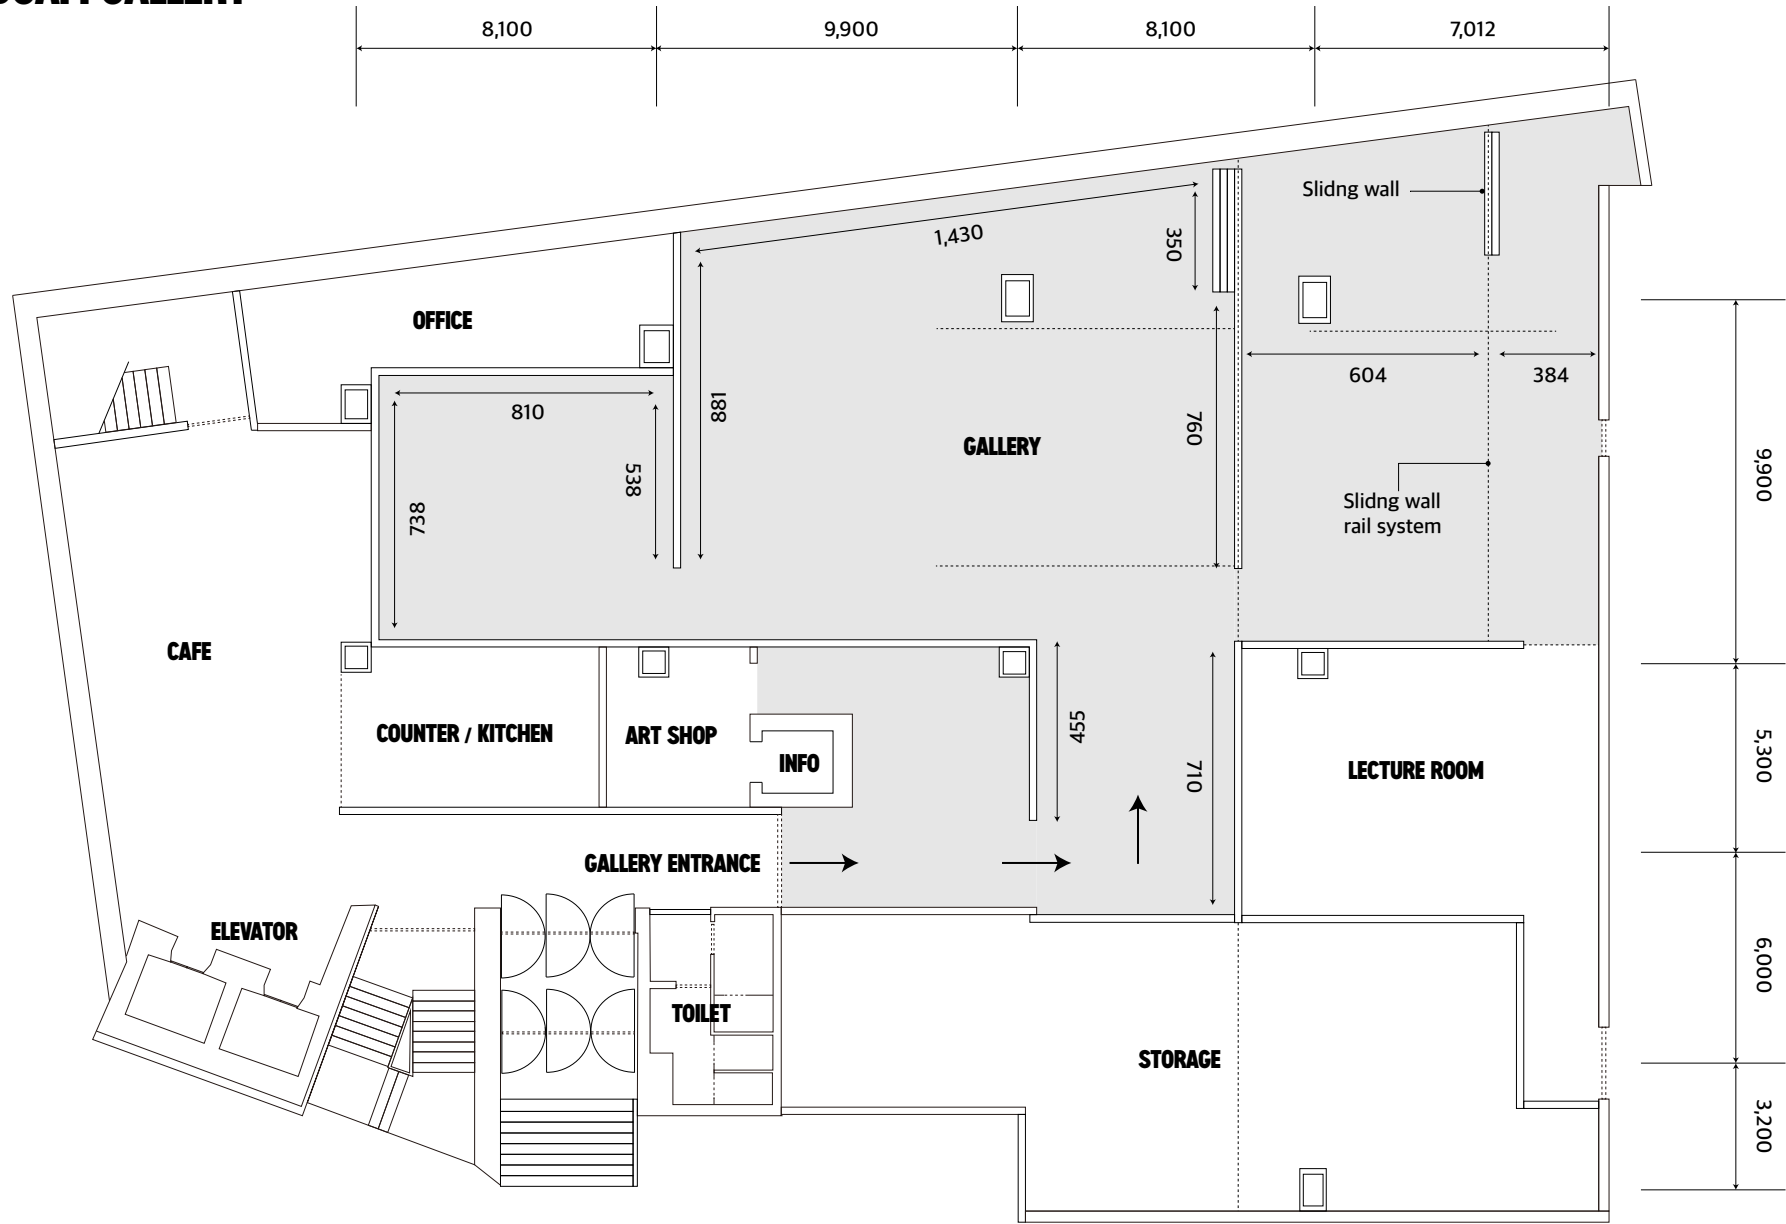 GALLERY
8,100
9,900
8,100
7,012
Slidng wall
1,430
350
OFFICE
604
384
810
881
760
GALLERY
538
738
9,900
Slidng wall
rail system
CAFE
COUNTER / KITCHEN
ART SHOP
INFO
455
710
LECTURE ROOM
5,300
GALLERY ENTRANCE
ELEVATOR
6,000
TOILET
STORAGE
3,200